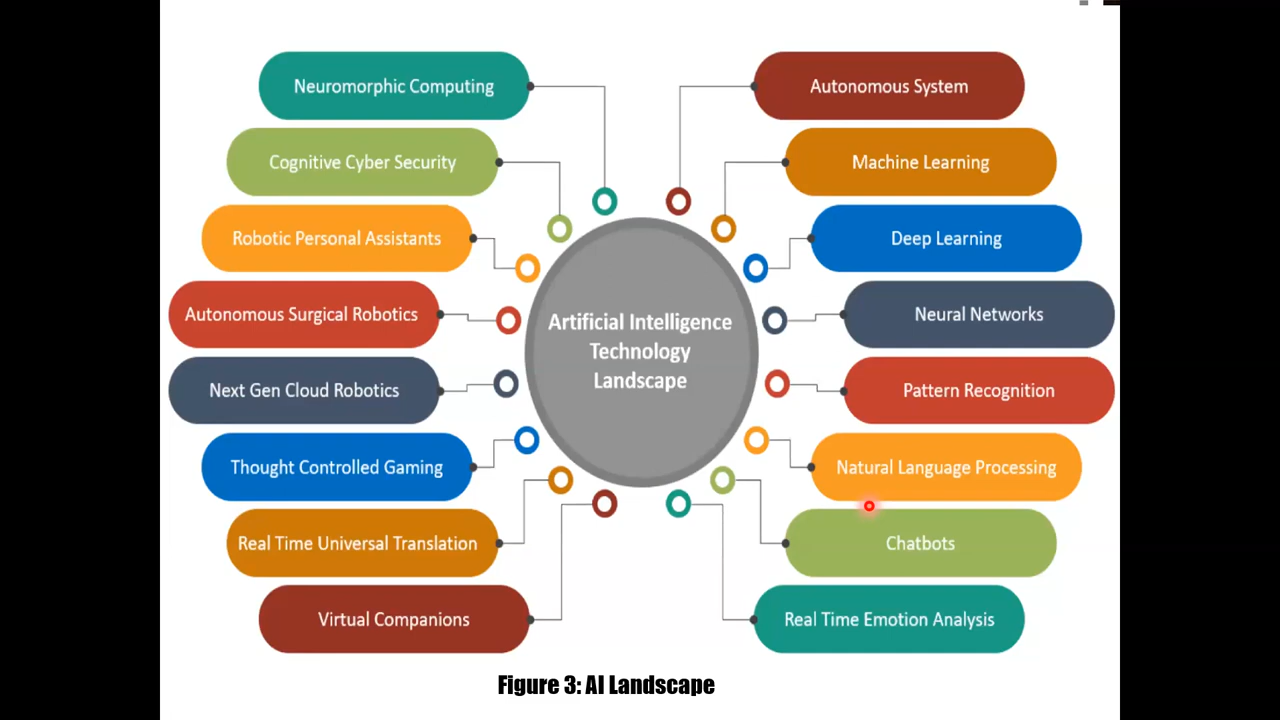 Neuromorphic Computing
Cognitive Cyber Security
Robotic Personal Assistants
Autonomous Surgical Robotics
Next Gen Cloud Robotics
Thought Controlled Gaming
Real Time Universal Translation
Virtual Companions
Artificial Intelligence
Technology
Landscape
Autonomous System
Machine Learning
Deep Learning
Neural Networks
Pattern Recognition
Natural Language Processing
Chatbots
Real Time Emotion Analysis
Figure 3: AI Landscape